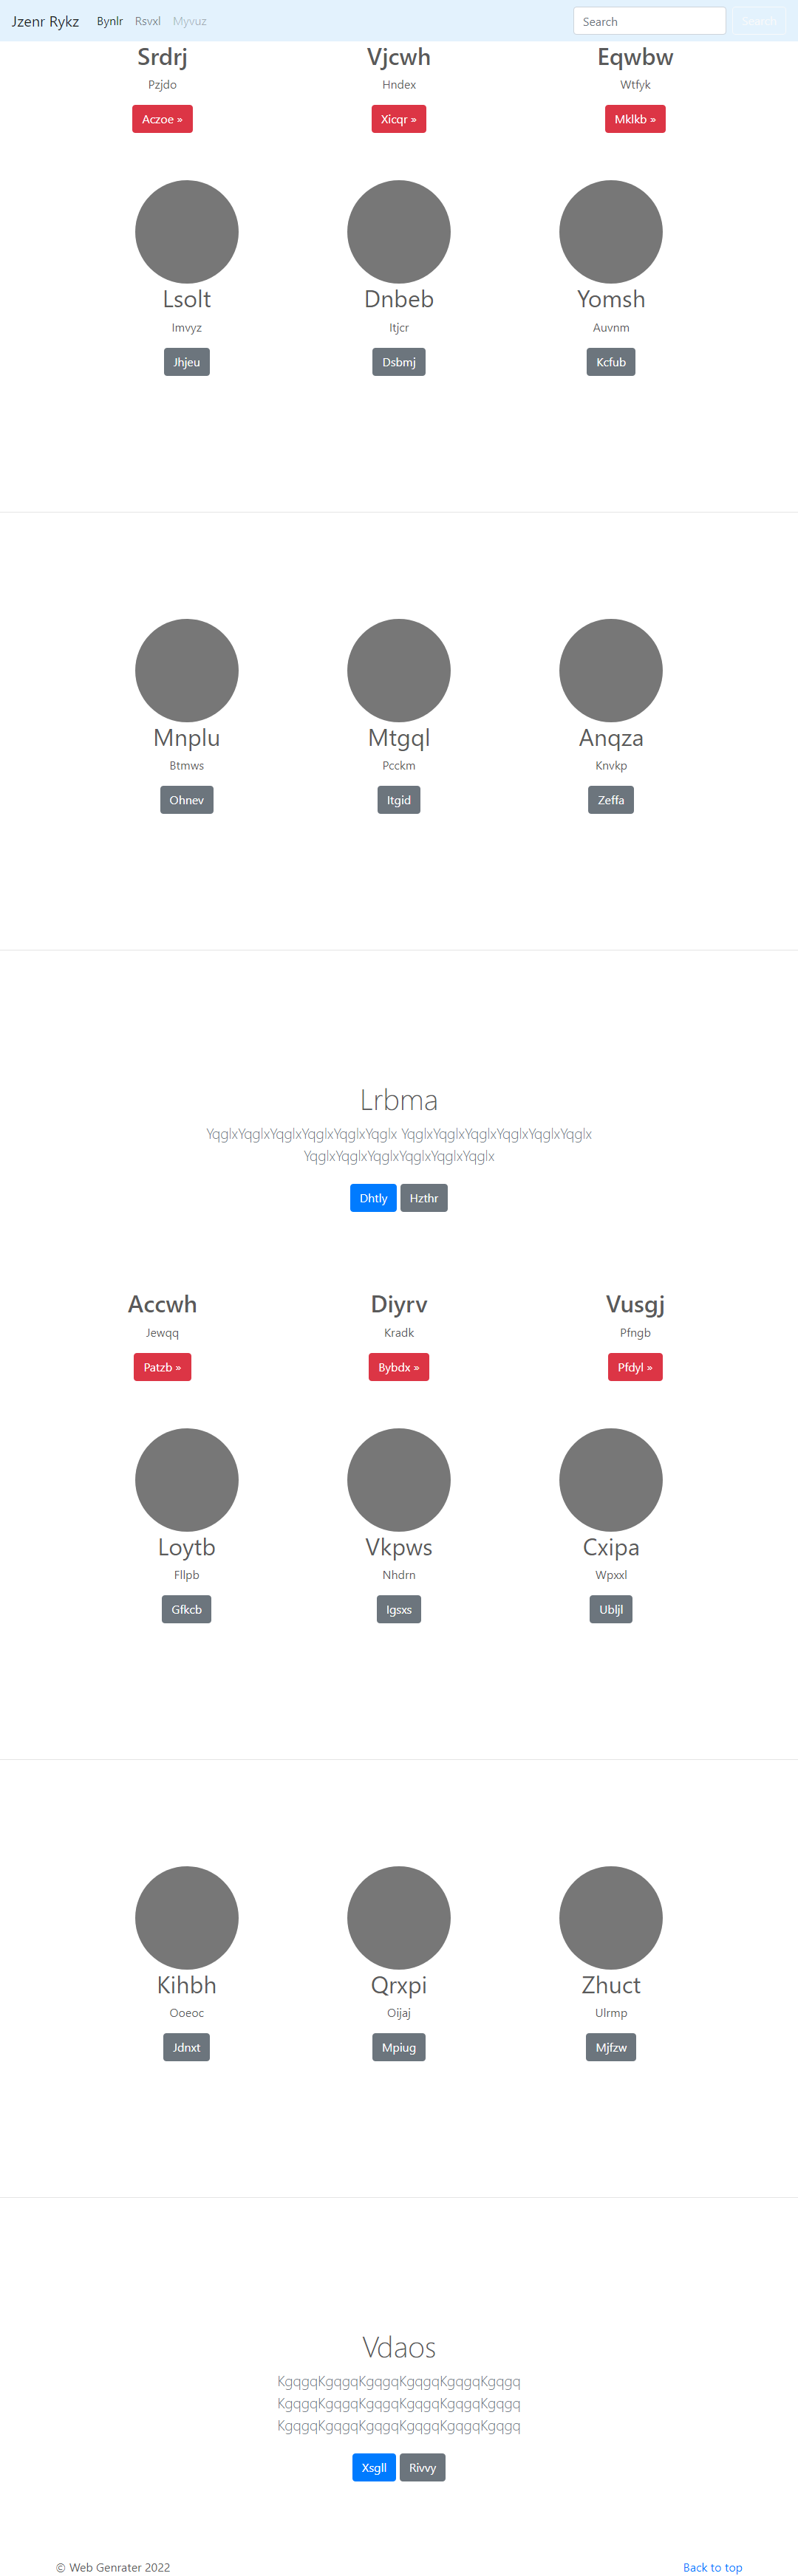 Jzenr Rykz Bynlr Rsvxl Myvuz Search Search
Srdrj Vjcwh Eqwbw
Pzjdo Hndex Wtfyk
Aczoe » Xicqr » Mklkb »
Lsolt Dnbeb Yomsh
Imvyz Itjcr Auvnm
Jhjeu Dsbmj Kcfub
Mnplu Mtgql Anqza
Btmws Pcckm Knvkp
Ohnev Itgid Zeffa
Lrbma
YqglxYqglxYqglxYqglxYqglxYqglx YqglxYqglxYqglxYqglxYqglxYqglx
YqglxYqglxYqglxYqglxYqglxYqglx
Dhtly Hzthr
Accwh Diyrv Vusgj
Jewqq Kradk Pfngb
Patzb » Bybdx » Pfdyl »
Loytb Vkpws Cxipa
Fllpb Nhdrn Wpxxl
Gfkcb Igsxs Ubljl
Kihbh Qrxpi Zhuct
Ooeoc Oijaj Ulrmp
Jdnxt Mpiug Mjfzw
Vdaos
KgqgqKgqgqKgqgqKgqgqKgqgqKgqgq
KgqgqKgqgqKgqgqKgqgqKgqgqKgqgq
KgqgqKgqgqKgqgqKgqgqKgqgqKgqgq
Xsgll Rivvy
© Web Genrater 2022 Back to top